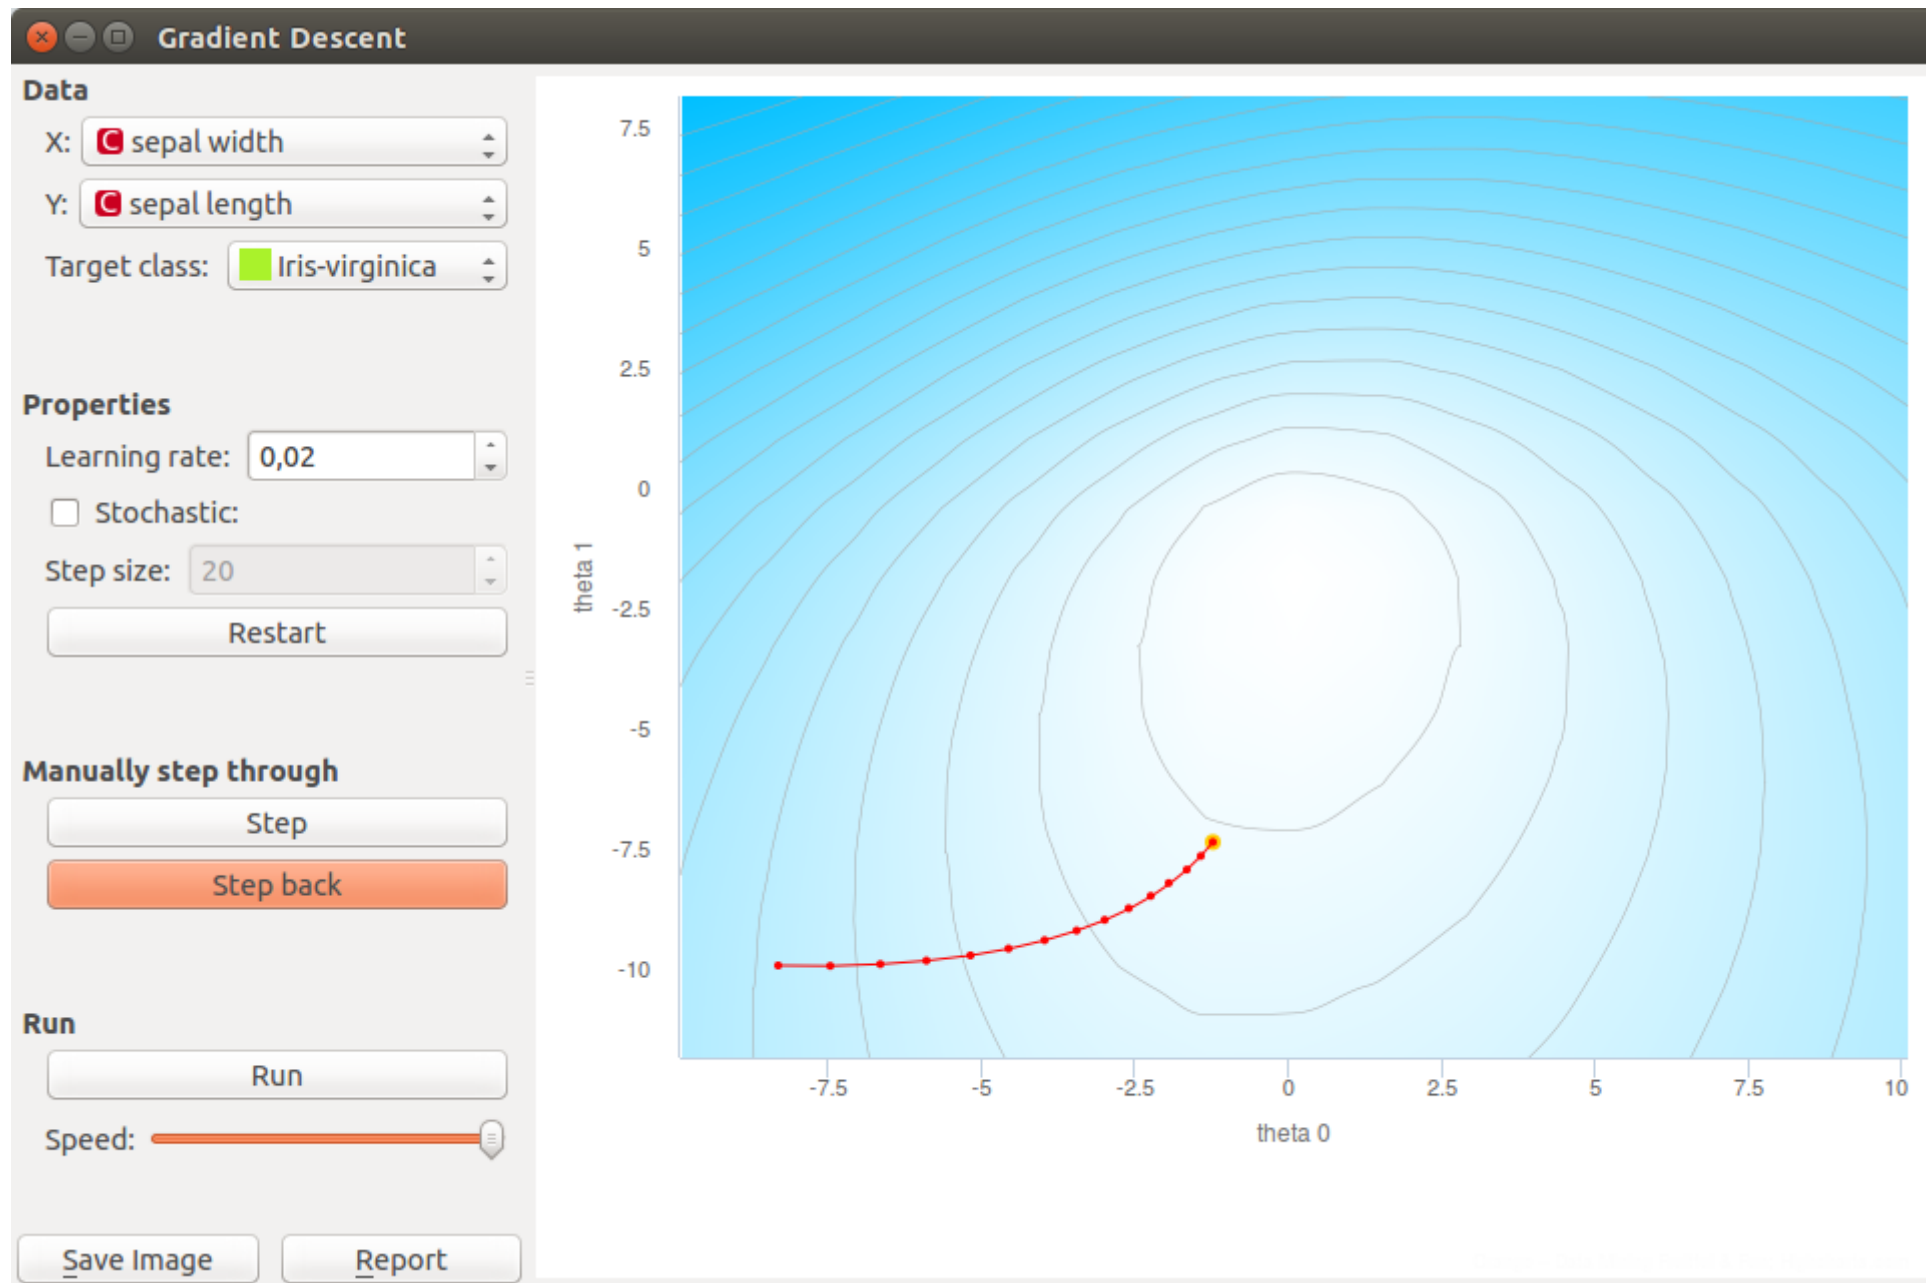 Gradient Descent
Data
X: C sepal width
Y: C sepal length
Target class: Iris-virginica
Properties
Learning rate: 0,02
Stochastic:
Step size: 20
Restart
Manually step through
Step
Step back
Run
Run
Speed:
Save Image
Report
7.5
5
2.5
0
-2.5
-5
-7.5
-10
theta 1
-7.5
-5
-2.5
0
2.5
5
7.5
10
theta 0